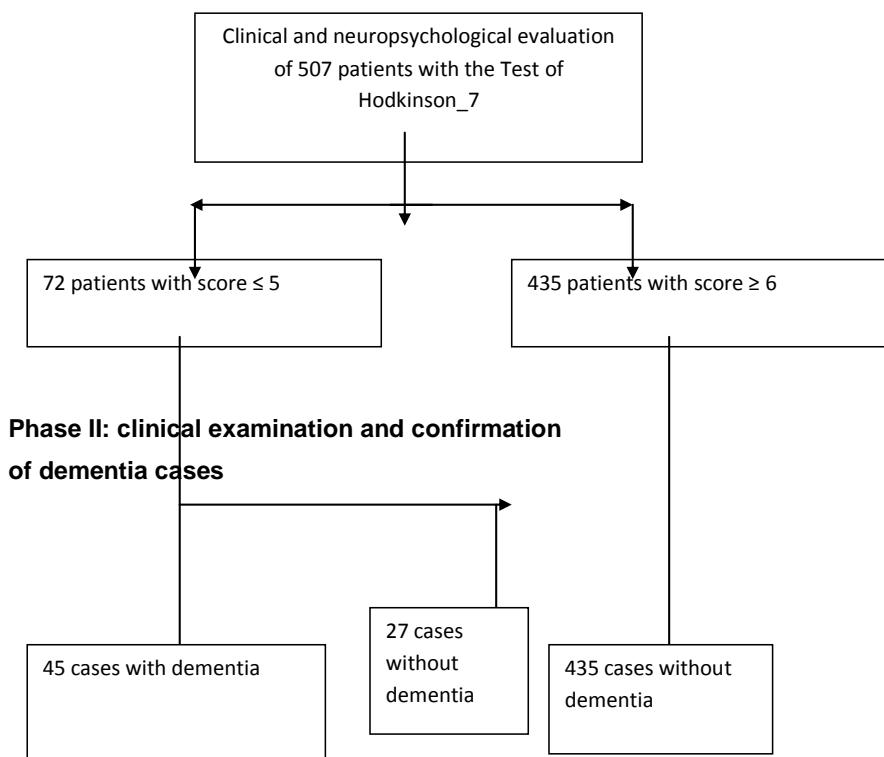 Clinical and neuropsychological evaluation
of 507 patients with the Test of
Hodkinson_7
72 patients with score ≤ 5
435 patients with score ≥ 6
Phase II: clinical examination and confirmation
of dementia cases
45 cases with dementia
27 cases
without
dementia
435 cases without
dementia